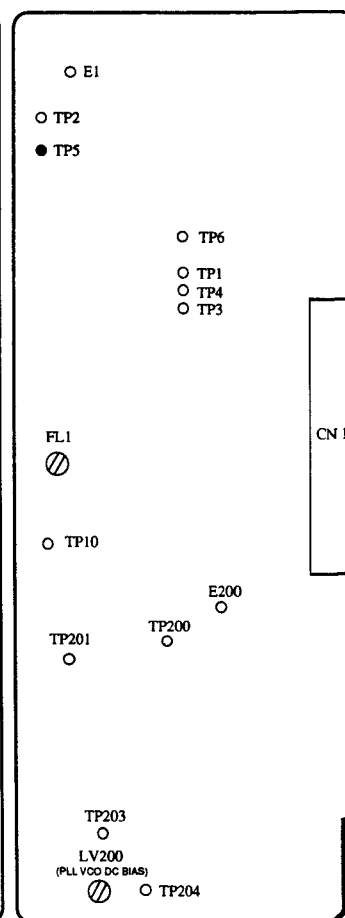 E1
TP2
TP5
TP6
TP1
TP4
TP3
CN 1
FL1
TP10
E200
TP200
TP201
TP203
LV200
(PLL VCO DC BIAS)
TP204